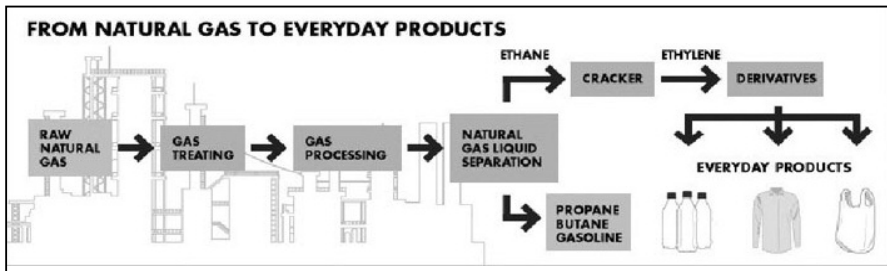 FROM NATURAL GAS TO EVERYDAY PRODUCTS
RAW
NATURAL
GAS
GAS
TREATING
GAS
PROCESSING
NATURAL
GAS LIQUID
SEPARATION
ETHANE
CRACKER
ETHYLENE
DERIVATIVES
EVERYDAY PRODUCTS
PROPANE
BUTANE
GASOLINE